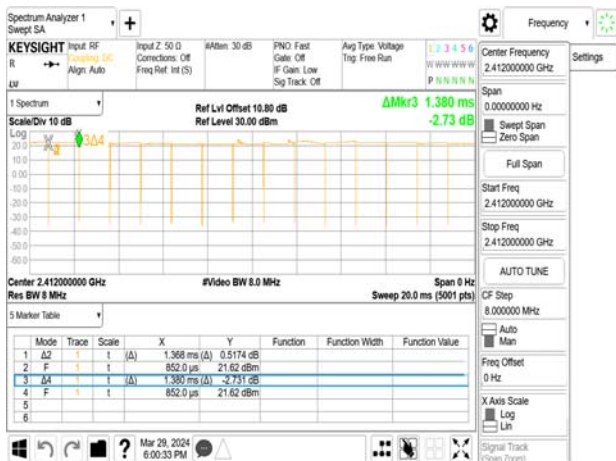 Spectrum Analyzer 1
Swept SA
Frequency
Settings
KEYSIGHT
Input: RF
Coupling: DC
Align: Auto
Input Z: 50 Ω
Corrections: Off
Freq Ref: Int (S)
#Atten: 30 dB
PNO: Fast
Gate: Off
IF Gain: Low
Sig Track: Off
Avg Type: Voltage
Trig: Free Run
1 2 3 4 5 6
W W W W W W
P N N N N N
R
1 Spectrum
Scale/Div 10 dB
Ref Lvl Offset 10.80 dB
Ref Level 30.00 dBm
ΔMkr3 1.380 ms
-2.73 dB
Log
20.0
10.0
0.00
-10.0
-20.0
-30.0
-40.0
-50.0
-60.0
X2
3Δ4
Center 2.412000000 GHz
#Video BW 8.0 MHz
Span 0 Hz
Res BW 8 MHz
Sweep 20.0 ms (5001 pts)
5 Marker Table
Mode Trace Scale X Y Function Function Width Function Value
1 Δ2 1 t (Δ) 1.368 ms (Δ) 0.5174 dB
2 F 1 t 852.0 μs 21.62 dBm
3 Δ4 1 t (Δ) 1.380 ms (Δ) -2.731 dB
4 F 1 t 852.0 μs 21.62 dBm
5
6
Mar 29, 2024
6:00:33 PM
Center Frequency
2.412000000 GHz
Span
0.00000000 Hz
Swept Span
Zero Span
Full Span
Start Freq
2.412000000 GHz
Stop Freq
2.412000000 GHz
AUTO TUNE
CF Step
8.000000 MHz
Auto
Man
Freq Offset
0 Hz
X Axis Scale
Log
Lin
Signal Track
(Span Zoom)